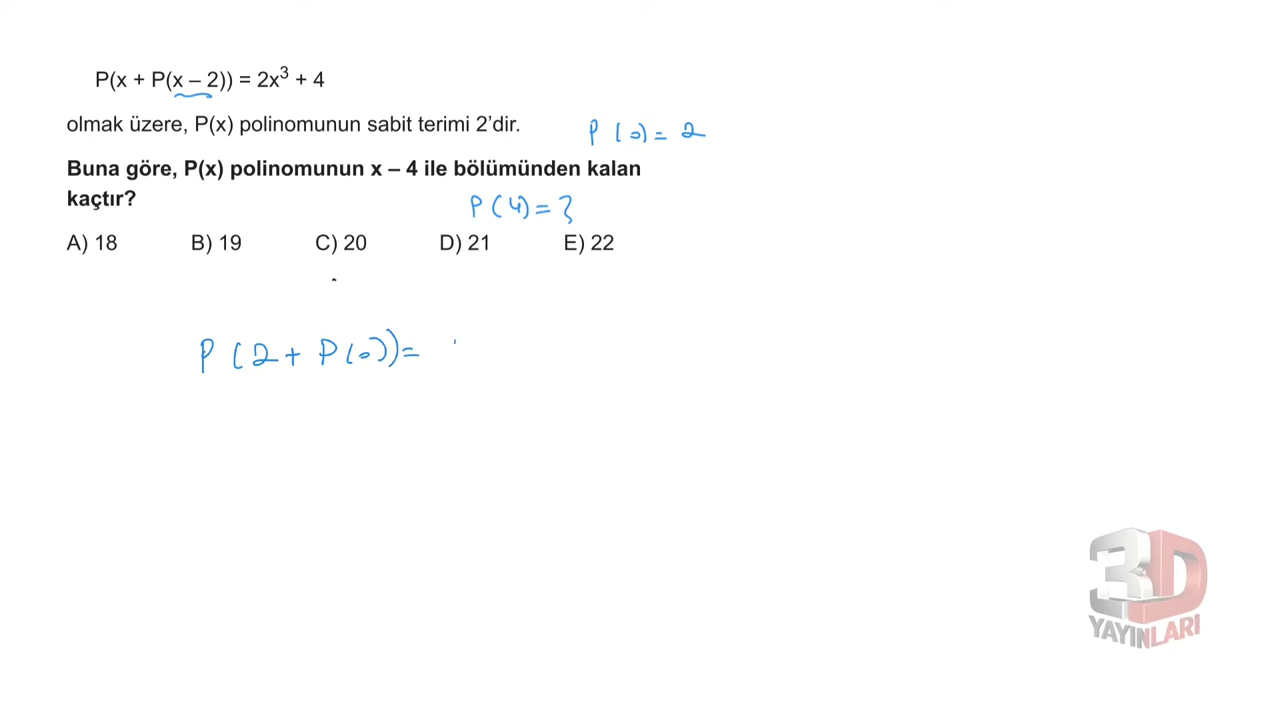 P(x + P(x – 2)) = 2x³ + 4
olmak üzere, P(x) polinomunun sabit terimi 2'dir.
P(0) = 2
Buna göre, P(x) polinomunun x – 4 ile bölümünden kalan
kaçtır?
P(4) = ?
A) 18 B) 19 C) 20 D) 21 E) 22
P(2 + P(0)) =
3D
YAYINLARI